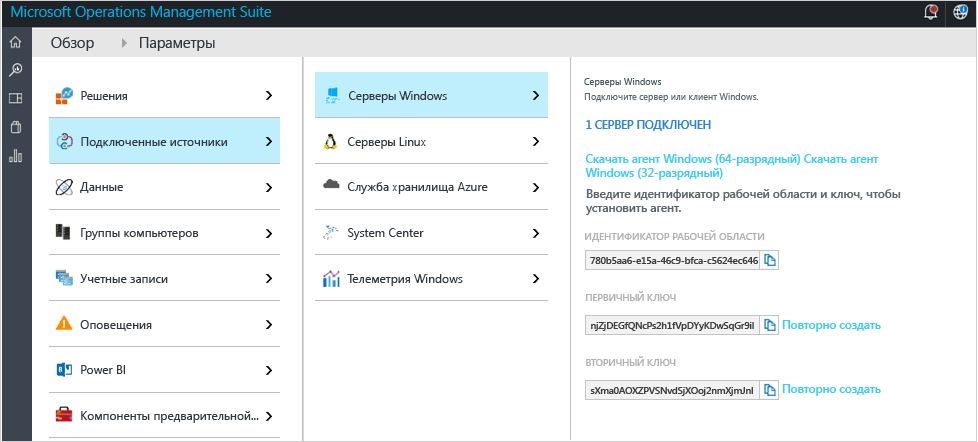 Microsoft Operations Management Suite
Обзор
Параметры
Решения
Подключенные источники
Данные
Группы компьютеров
Учетные записи
Оповещения
Power BI
Компоненты предварительной...
Серверы Windows
Серверы Linux
Служба хранилища Azure
System Center
Телеметрия Windows
Серверы Windows
Подключите сервер или клиент Windows.
1 СЕРВЕР ПОДКЛЮЧЕН
Скачать агент Windows (64-разрядный) Скачать агент
Windows (32-разрядный)
Введите идентификатор рабочей области и ключ, чтобы
установить агент.
ИДЕНТИФИКАТОР РАБОЧЕЙ ОБЛАСТИ
780b5aa6-e15a-46c9-bfca-c5624ec646
ПЕРВИЧНЫЙ КЛЮЧ
njZjDEGfQNcPs2h1fVpDYyKDwSqGr9il
Повторно создать
ВТОРИЧНЫЙ КЛЮЧ
sXma0AOXZPVSNvdSjXOoj2nmXjmJnl
Повторно создать